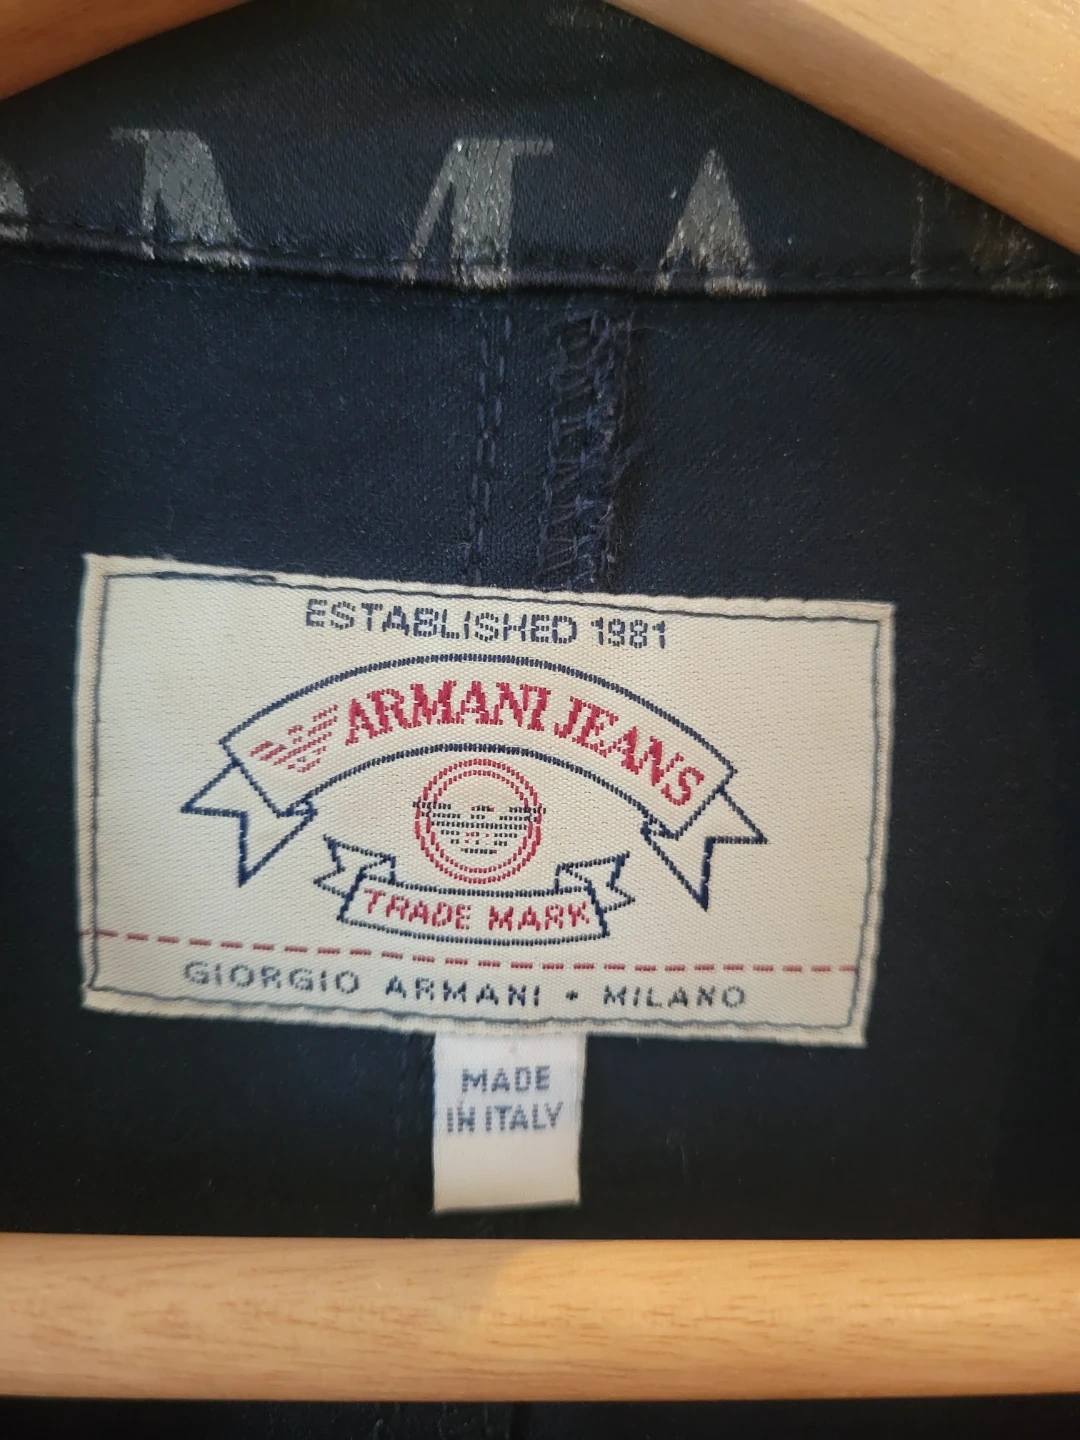 ESTABLISHED 1981
ARMANI JEANS
TRADE MARK
GIORGIO ARMANI • MILANO
MADE
IN ITALY